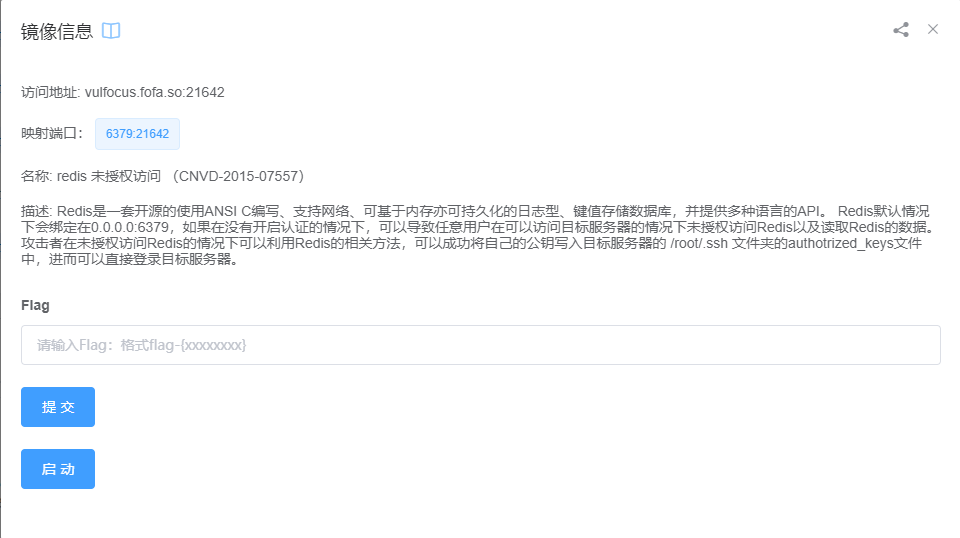 镜像信息
访问地址: vulfocus.fofa.so:21642
映射端口： 6379:21642
名称: redis 未授权访问 （CNVD-2015-07557）
描述: Redis是一套开源的使用ANSI C编写、支持网络、可基于内存亦可持久化的日志型、键值存储数据库，并提供多种语言的API。 Redis默认情况
下会绑定在0.0.0.0:6379，如果在没有开启认证的情况下，可以导致任意用户在可以访问目标服务器的情况下未授权访问Redis以及读取Redis的数据。
攻击者在未授权访问Redis的情况下可以利用Redis的相关方法，可以成功将自己的公钥写入目标服务器的 /root/.ssh 文件夹的authotrized_keys文件
中，进而可以直接登录目标服务器。
Flag
请输入Flag：格式flag-{xxxxxxxx}
提 交
启 动